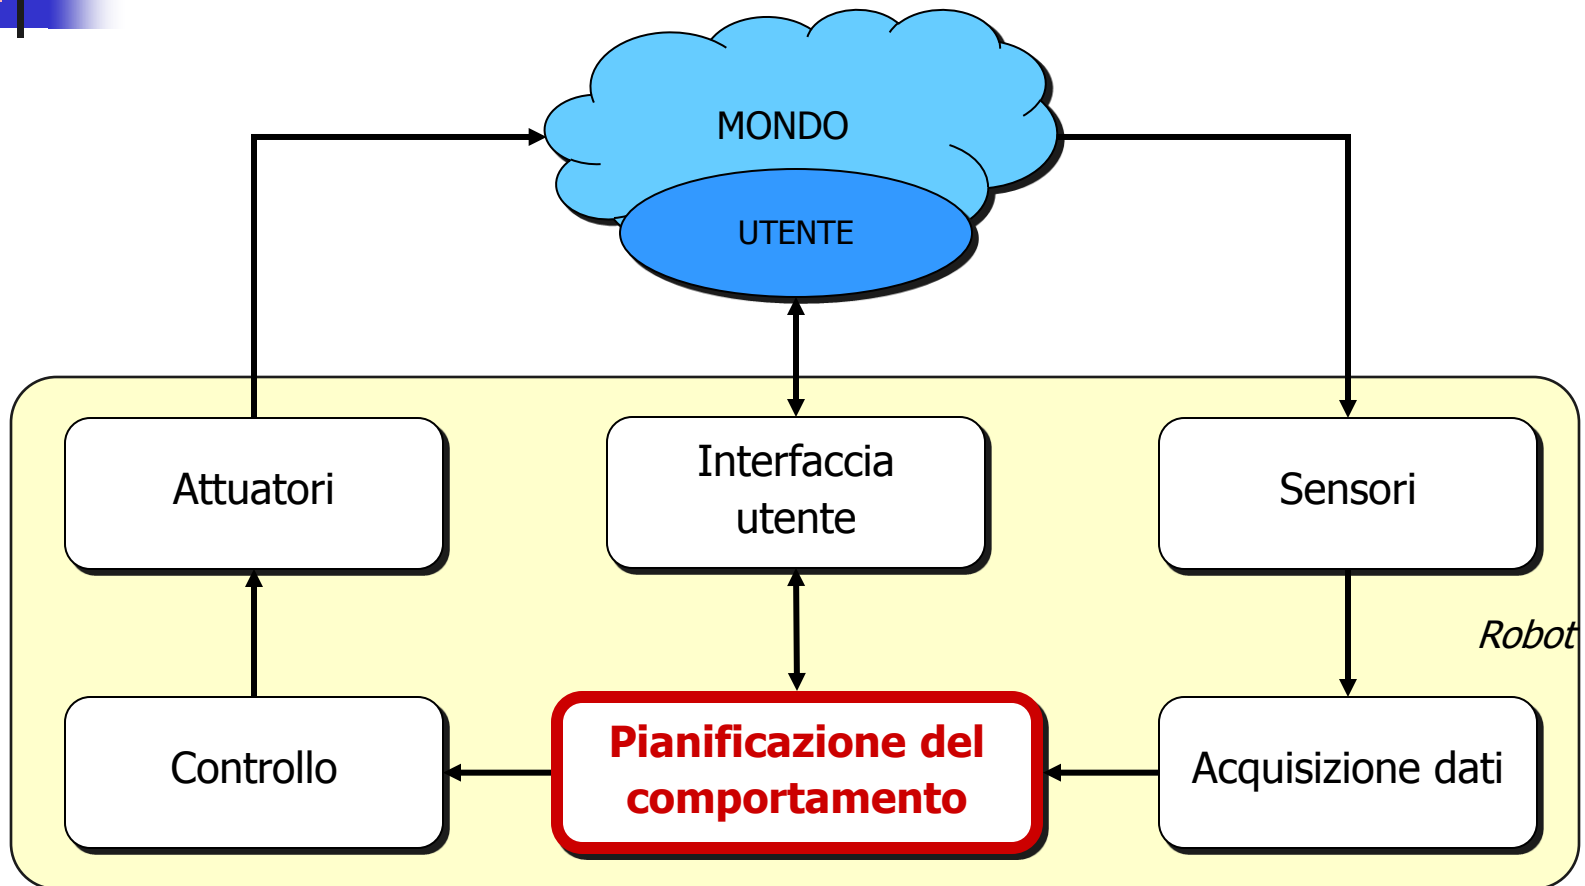 MONDO
UTENTE
Attuatori
Interfaccia
utente
Sensori
Robot
Controllo
Pianificazione del
comportamento
Acquisizione dati